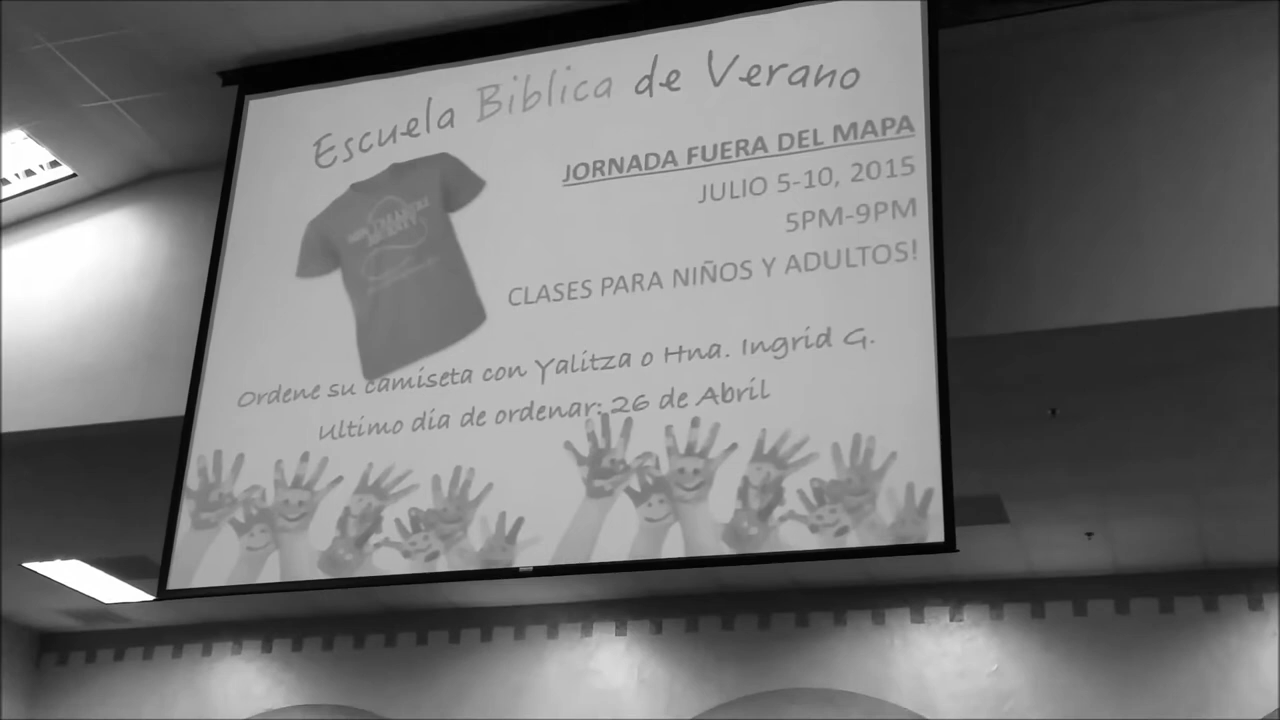 Escuela Biblica de Verano
JORNADA FUERA DEL MAPA
JULIO 5-10, 2015
5PM-9PM
CLASES PARA NIÑOS Y ADULTOS!
Ordene su camiseta con Yalitza o Hna. Ingrid G.
Ultimo dia de ordenar: 26 de Abril